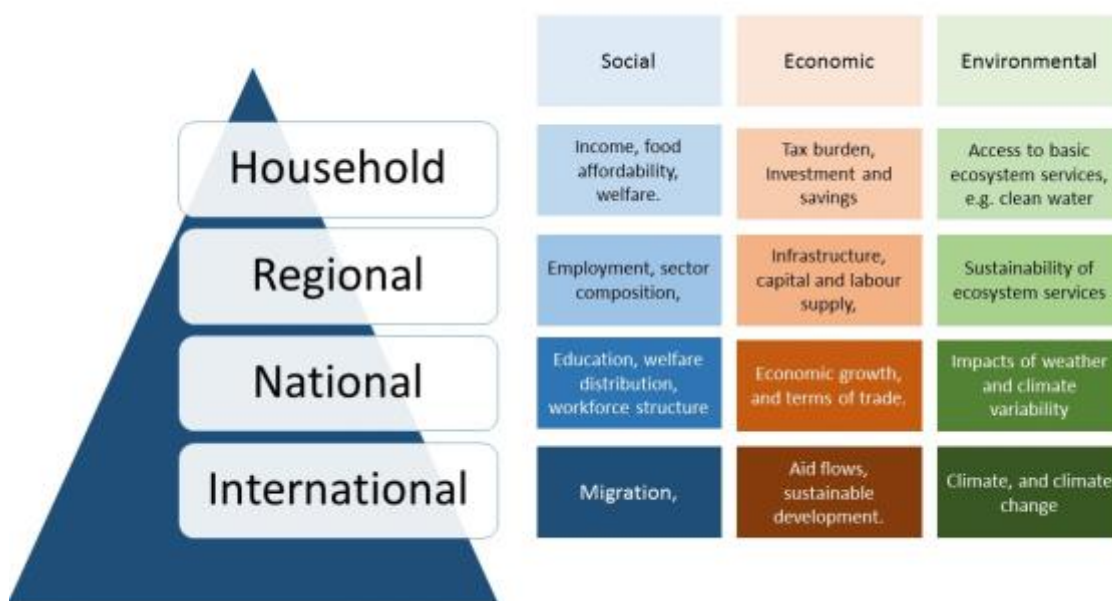 Social
Economic
Environmental
Household
Income, food
affordability,
welfare.
Tax burden,
Investment and
savings
Access to basic
ecosystem services,
e.g. clean water
Regional
Employment, sector
composition,
Infrastructure,
capital and labour
supply,
Sustainability of
ecosystem services
National
Education, welfare
distribution,
workforce structure
Economic growth,
and terms of trade.
Impacts of weather
and climate
variability
International
Migration,
Aid flows,
sustainable
development.
Climate, and climate
change